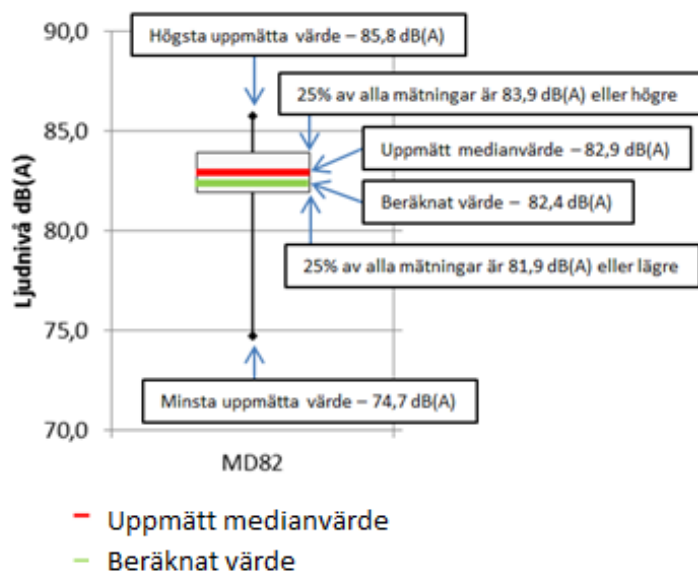 90,0
Högsta uppmätta värde – 85,8 dB(A)
25% av alla mätningar är 83,9 dB(A) eller högre
85,0
Uppmätt medianvärde – 82,9 dB(A)
Beräknat värde – 82,4 dB(A)
80,0
25% av alla mätningar är 81,9 dB(A) eller lägre
Ljudnivå dB(A)
75,0
Minsta uppmätta värde – 74,7 dB(A)
70,0
MD82
Uppmätt medianvärde
Beräknat värde